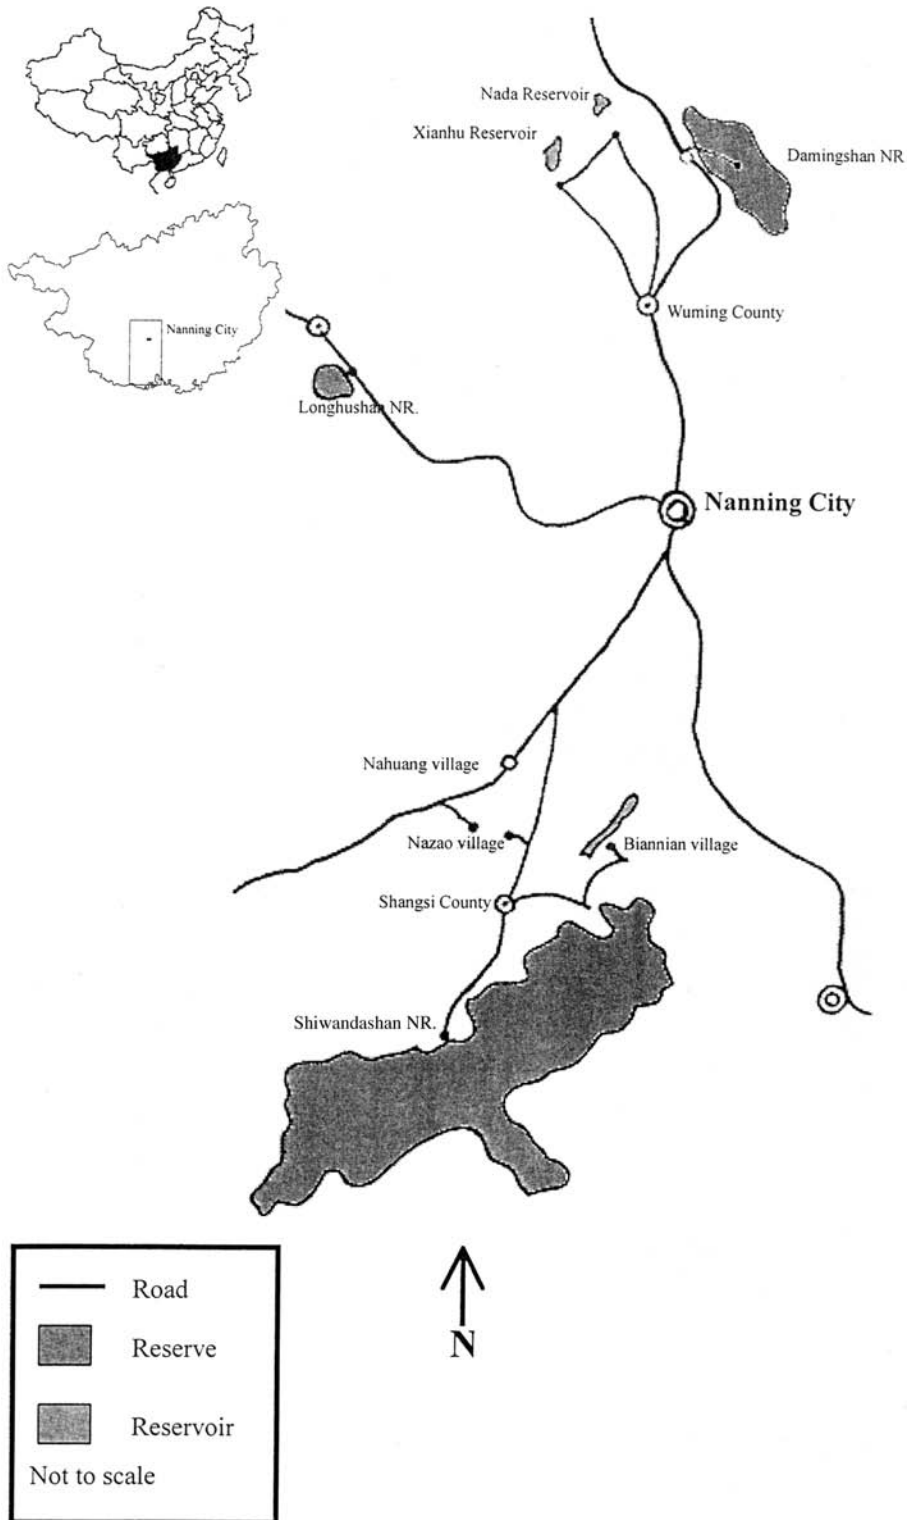 Nada Reservoir
Xianhu Reservoir
Damingshan NR
Wuming County
Nanning City
Longhushan NR.
Nanning City
Nahuang village
Nazao village
Biannian village
Shangsi County
Shiwandashan NR.
N
Road
Reserve
Reservoir
Not to scale